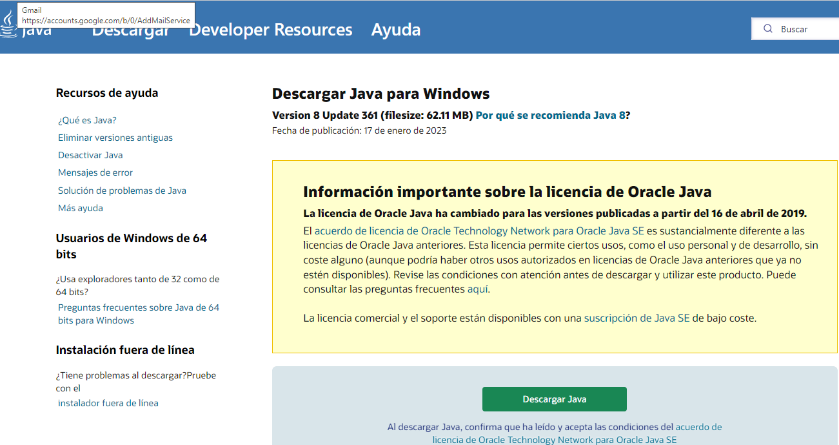 Gmail
https://accounts.google.com/b/0/AddMailService
Java
Descargar
Developer Resources
Ayuda
Buscar
Recursos de ayuda
¿Qué es Java?
Eliminar versiones antiguas
Desactivar Java
Mensajes de error
Solución de problemas de Java
Más ayuda
Usuarios de Windows de 64
bits
¿Usa exploradores tanto de 32 como de
64 bits?
Preguntas frecuentes sobre Java de 64
bits para Windows
Instalación fuera de línea
¿Tiene problemas al descargar?Pruebe
con el
instalador fuera de línea
Descargar Java para Windows
Version 8 Update 361 (filesize: 62.11 MB) Por qué se recomienda Java 8?
Fecha de publicación: 17 de enero de 2023
Información importante sobre la licencia de Oracle Java
La licencia de Oracle Java ha cambiado para las versiones publicadas a partir del 16 de abril de 2019.
El acuerdo de licencia de Oracle Technology Network para Oracle Java SE es sustancialmente diferente a las
licencias de Oracle Java anteriores. Esta licencia permite ciertos usos, como el uso personal y de desarrollo, sin
coste alguno (aunque podría haber otros usos autorizados en licencias de Oracle Java anteriores que ya no
estén disponibles). Revise las condiciones con atención antes de descargar y utilizar este producto. Puede
consultar las preguntas frecuentes aquí.
La licencia comercial y el soporte están disponibles con una suscripción de Java SE de bajo coste.
Descargar Java
Al descargar Java, confirma que ha leído y acepta las condiciones del acuerdo de
licencia de Oracle Technology Network para Oracle Java SE